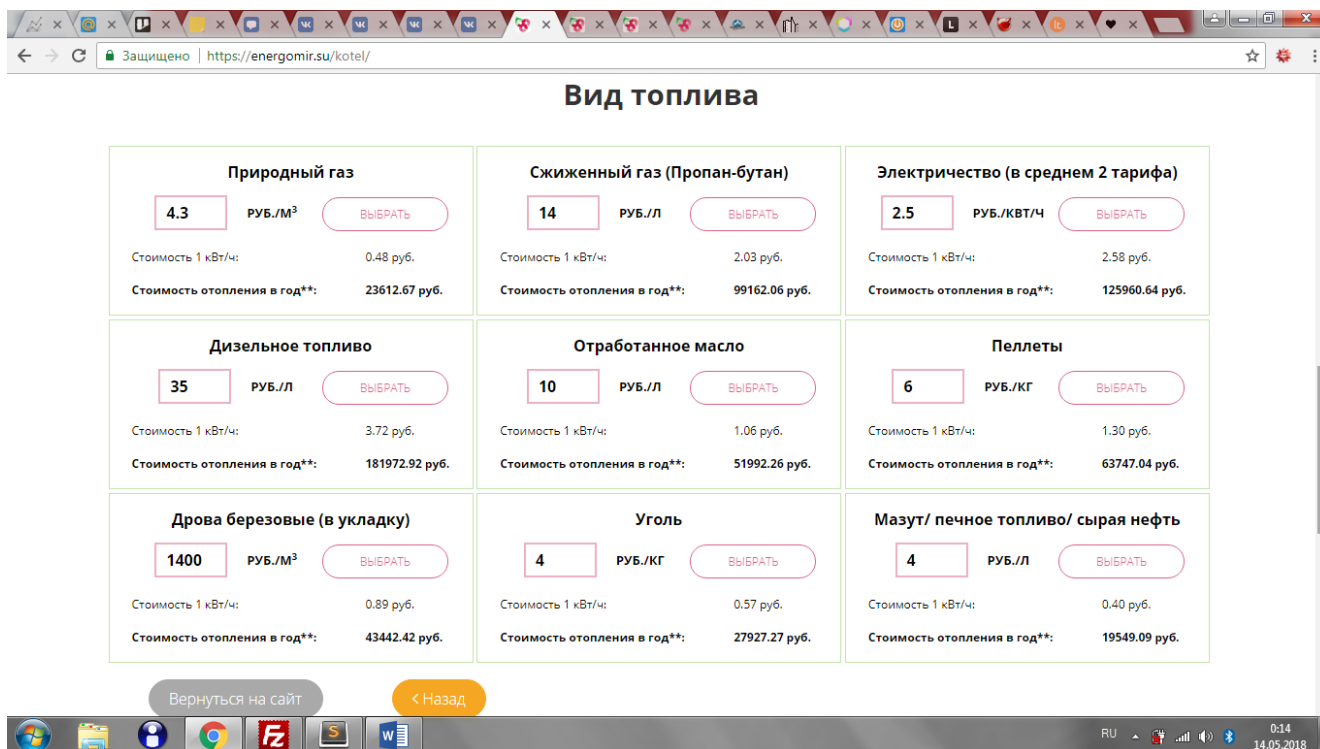 Защищено | https://energomir.su/kotel/
Вид топлива
Природный газ
4.3 РУБ./М³ ВЫБРАТЬ
Стоимость 1 кВт/ч: 0.48 руб.
Стоимость отопления в год**: 23612.67 руб.
Сжиженный газ (Пропан-бутан)
14 РУБ./Л ВЫБРАТЬ
Стоимость 1 кВт/ч: 2.03 руб.
Стоимость отопления в год**: 99162.06 руб.
Электричество (в среднем 2 тарифа)
2.5 РУБ./КВТ/Ч ВЫБРАТЬ
Стоимость 1 кВт/ч: 2.58 руб.
Стоимость отопления в год**: 125960.64 руб.
Дизельное топливо
35 РУБ./Л ВЫБРАТЬ
Стоимость 1 кВт/ч: 3.72 руб.
Стоимость отопления в год**: 181972.92 руб.
Отработанное масло
10 РУБ./Л ВЫБРАТЬ
Стоимость 1 кВт/ч: 1.06 руб.
Стоимость отопления в год**: 51992.26 руб.
Пеллеты
6 РУБ./КГ ВЫБРАТЬ
Стоимость 1 кВт/ч: 1.30 руб.
Стоимость отопления в год**: 63747.04 руб.
Дрова березовые (в укладку)
1400 РУБ./М³ ВЫБРАТЬ
Стоимость 1 кВт/ч: 0.89 руб.
Стоимость отопления в год**: 43442.42 руб.
Уголь
4 РУБ./КГ ВЫБРАТЬ
Стоимость 1 кВт/ч: 0.57 руб.
Стоимость отопления в год**: 27927.27 руб.
Мазут/ печное топливо/ сырая нефть
4 РУБ./Л ВЫБРАТЬ
Стоимость 1 кВт/ч: 0.40 руб.
Стоимость отопления в год**: 19549.09 руб.
Вернуться на сайт
< Назад
RU
0:14
14.05.2018